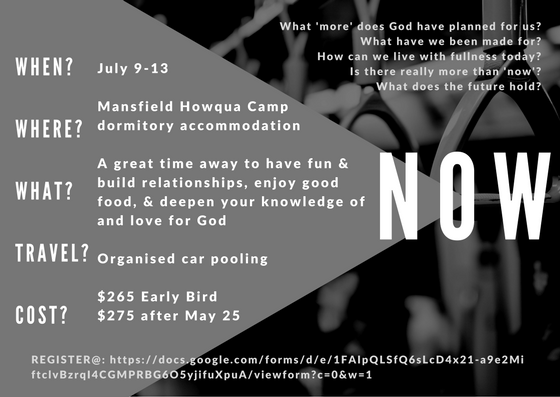 What 'more' does God have planned for us?
What have we been made for?
How can we live with fullness today?
Is there really more than 'now'?
What does the future hold?
WHEN?
July 9-13
WHERE?
Mansfield Howqua Camp
dormitory accommodation
WHAT?
A great time away to have fun &
build relationships, enjoy good
food, & deepen your knowledge of
and love for God
NOW
TRAVEL?
Organised car pooling
COST?
$265 Early Bird
$275 after May 25
REGISTER@: https://docs.google.com/forms/d/e/1FAIpQLSfQ6sLcD4x21-a9e2Mi
ftclvBzrqI4CGMPRBG6O5yjifuXpuA/viewform?c=0&w=1